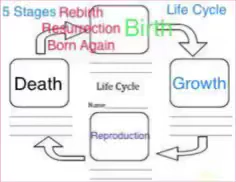 5 Stages
Rebirth
Resurrection
Born Again
Birth
Life Cycle
Death
Growth
Life Cycle
Name
Reproduction